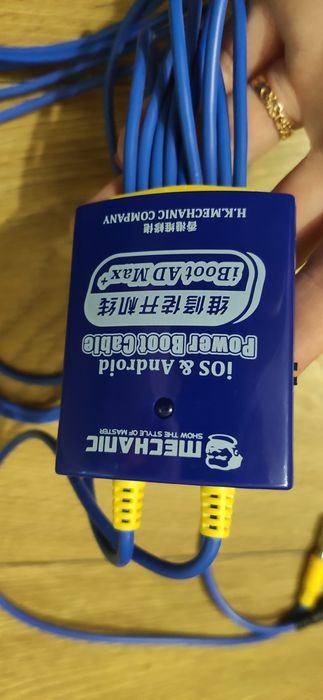 MECHANIC
SHOW THE STYLE OF MASTER
iOS & Android
Power Boot Cable
维修佬开机线
iBoot AD Max+
香港维修佬
H.K.MECHANIC COMPANY